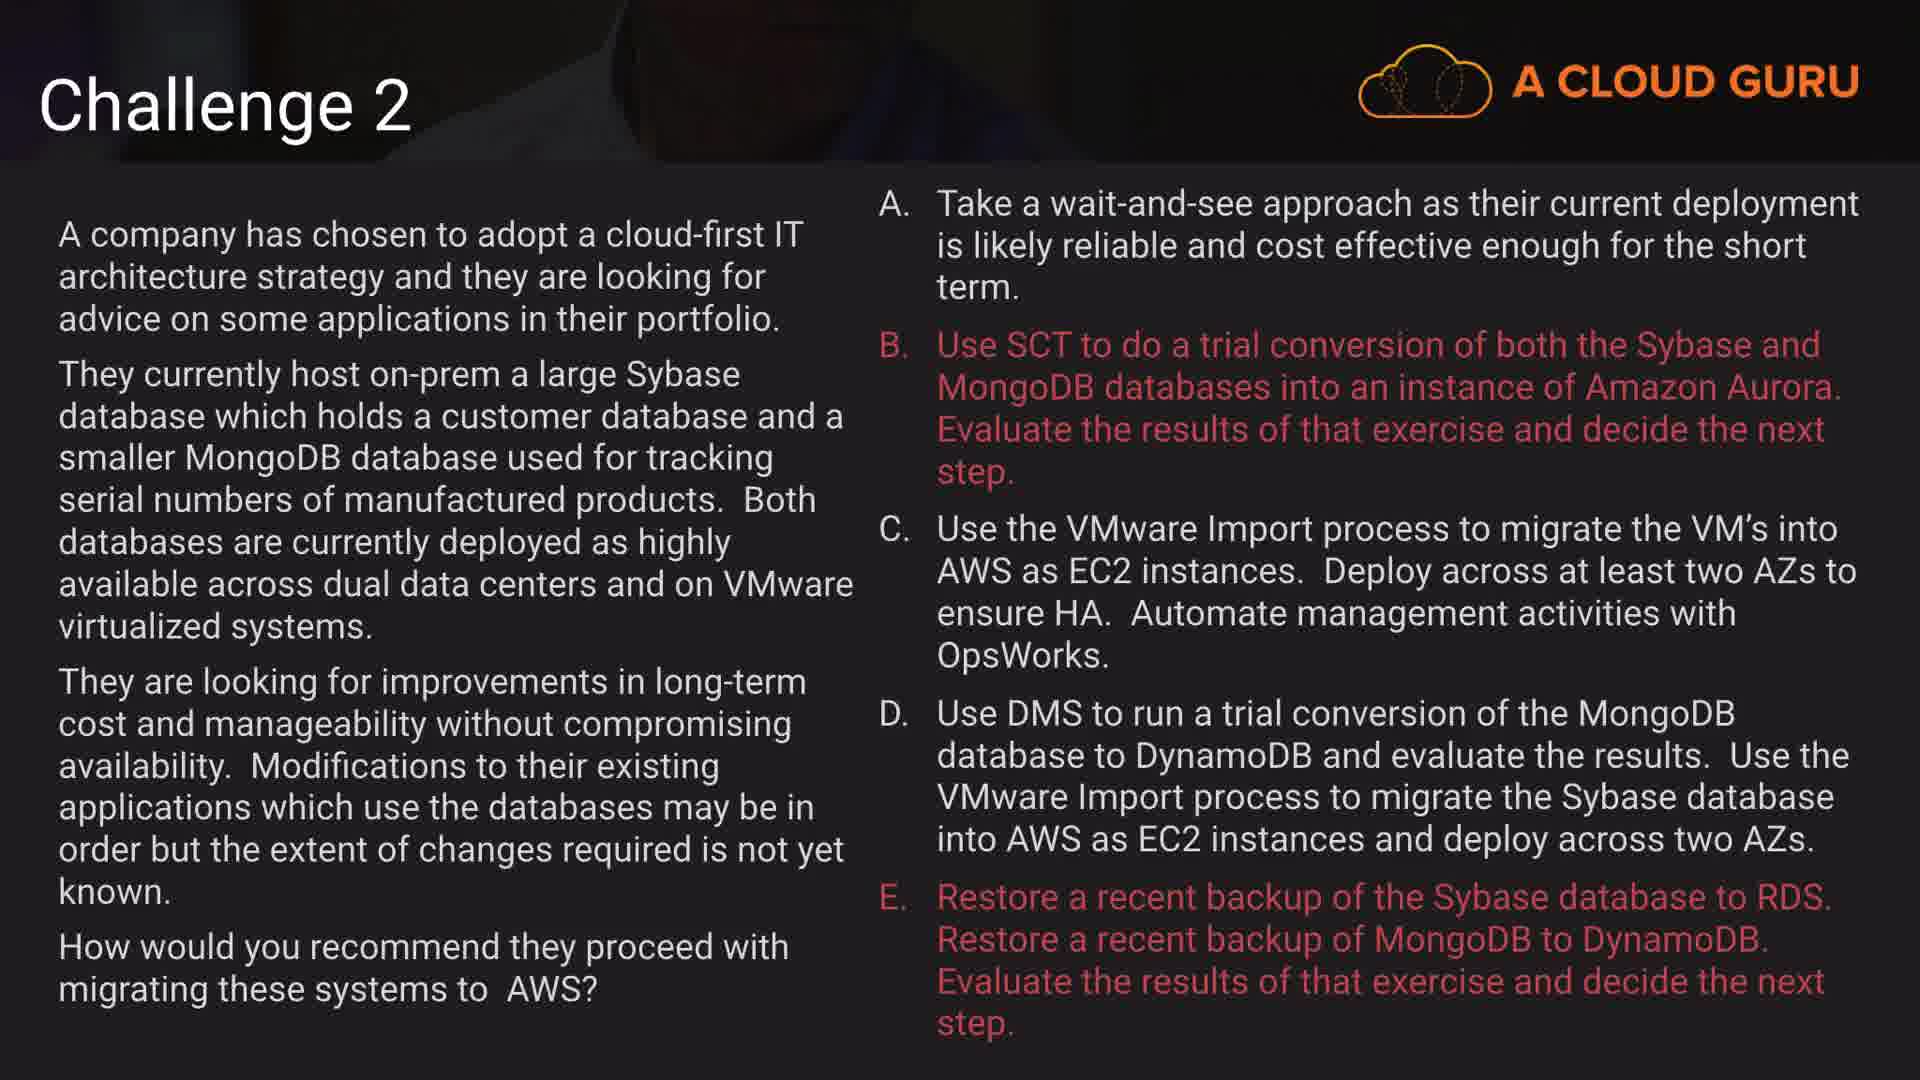 Challenge 2
A CLOUD GURU
A company has chosen to adopt a cloud-first IT
architecture strategy and they are looking for
advice on some applications in their portfolio.
They currently host on-prem a large Sybase
database which holds a customer database and a
smaller MongoDB database used for tracking
serial numbers of manufactured products.  Both
databases are currently deployed as highly
available across dual data centers and on VMware
virtualized systems.
They are looking for improvements in long-term
cost and manageability without compromising
availability.  Modifications to their existing
applications which use the databases may be in
order but the extent of changes required is not yet
known.
How would you recommend they proceed with
migrating these systems to  AWS?
A. Take a wait-and-see approach as their current deployment
is likely reliable and cost effective enough for the short
term.
B. Use SCT to do a trial conversion of both the Sybase and
MongoDB databases into an instance of Amazon Aurora.
Evaluate the results of that exercise and decide the next
step.
C. Use the VMware Import process to migrate the VM’s into
AWS as EC2 instances.  Deploy across at least two AZs to
ensure HA.  Automate management activities with
OpsWorks.
D. Use DMS to run a trial conversion of the MongoDB
database to DynamoDB and evaluate the results.  Use the
VMware Import process to migrate the Sybase database
into AWS as EC2 instances and deploy across two AZs.
E. Restore a recent backup of the Sybase database to RDS.
Restore a recent backup of MongoDB to DynamoDB.
Evaluate the results of that exercise and decide the next
step.